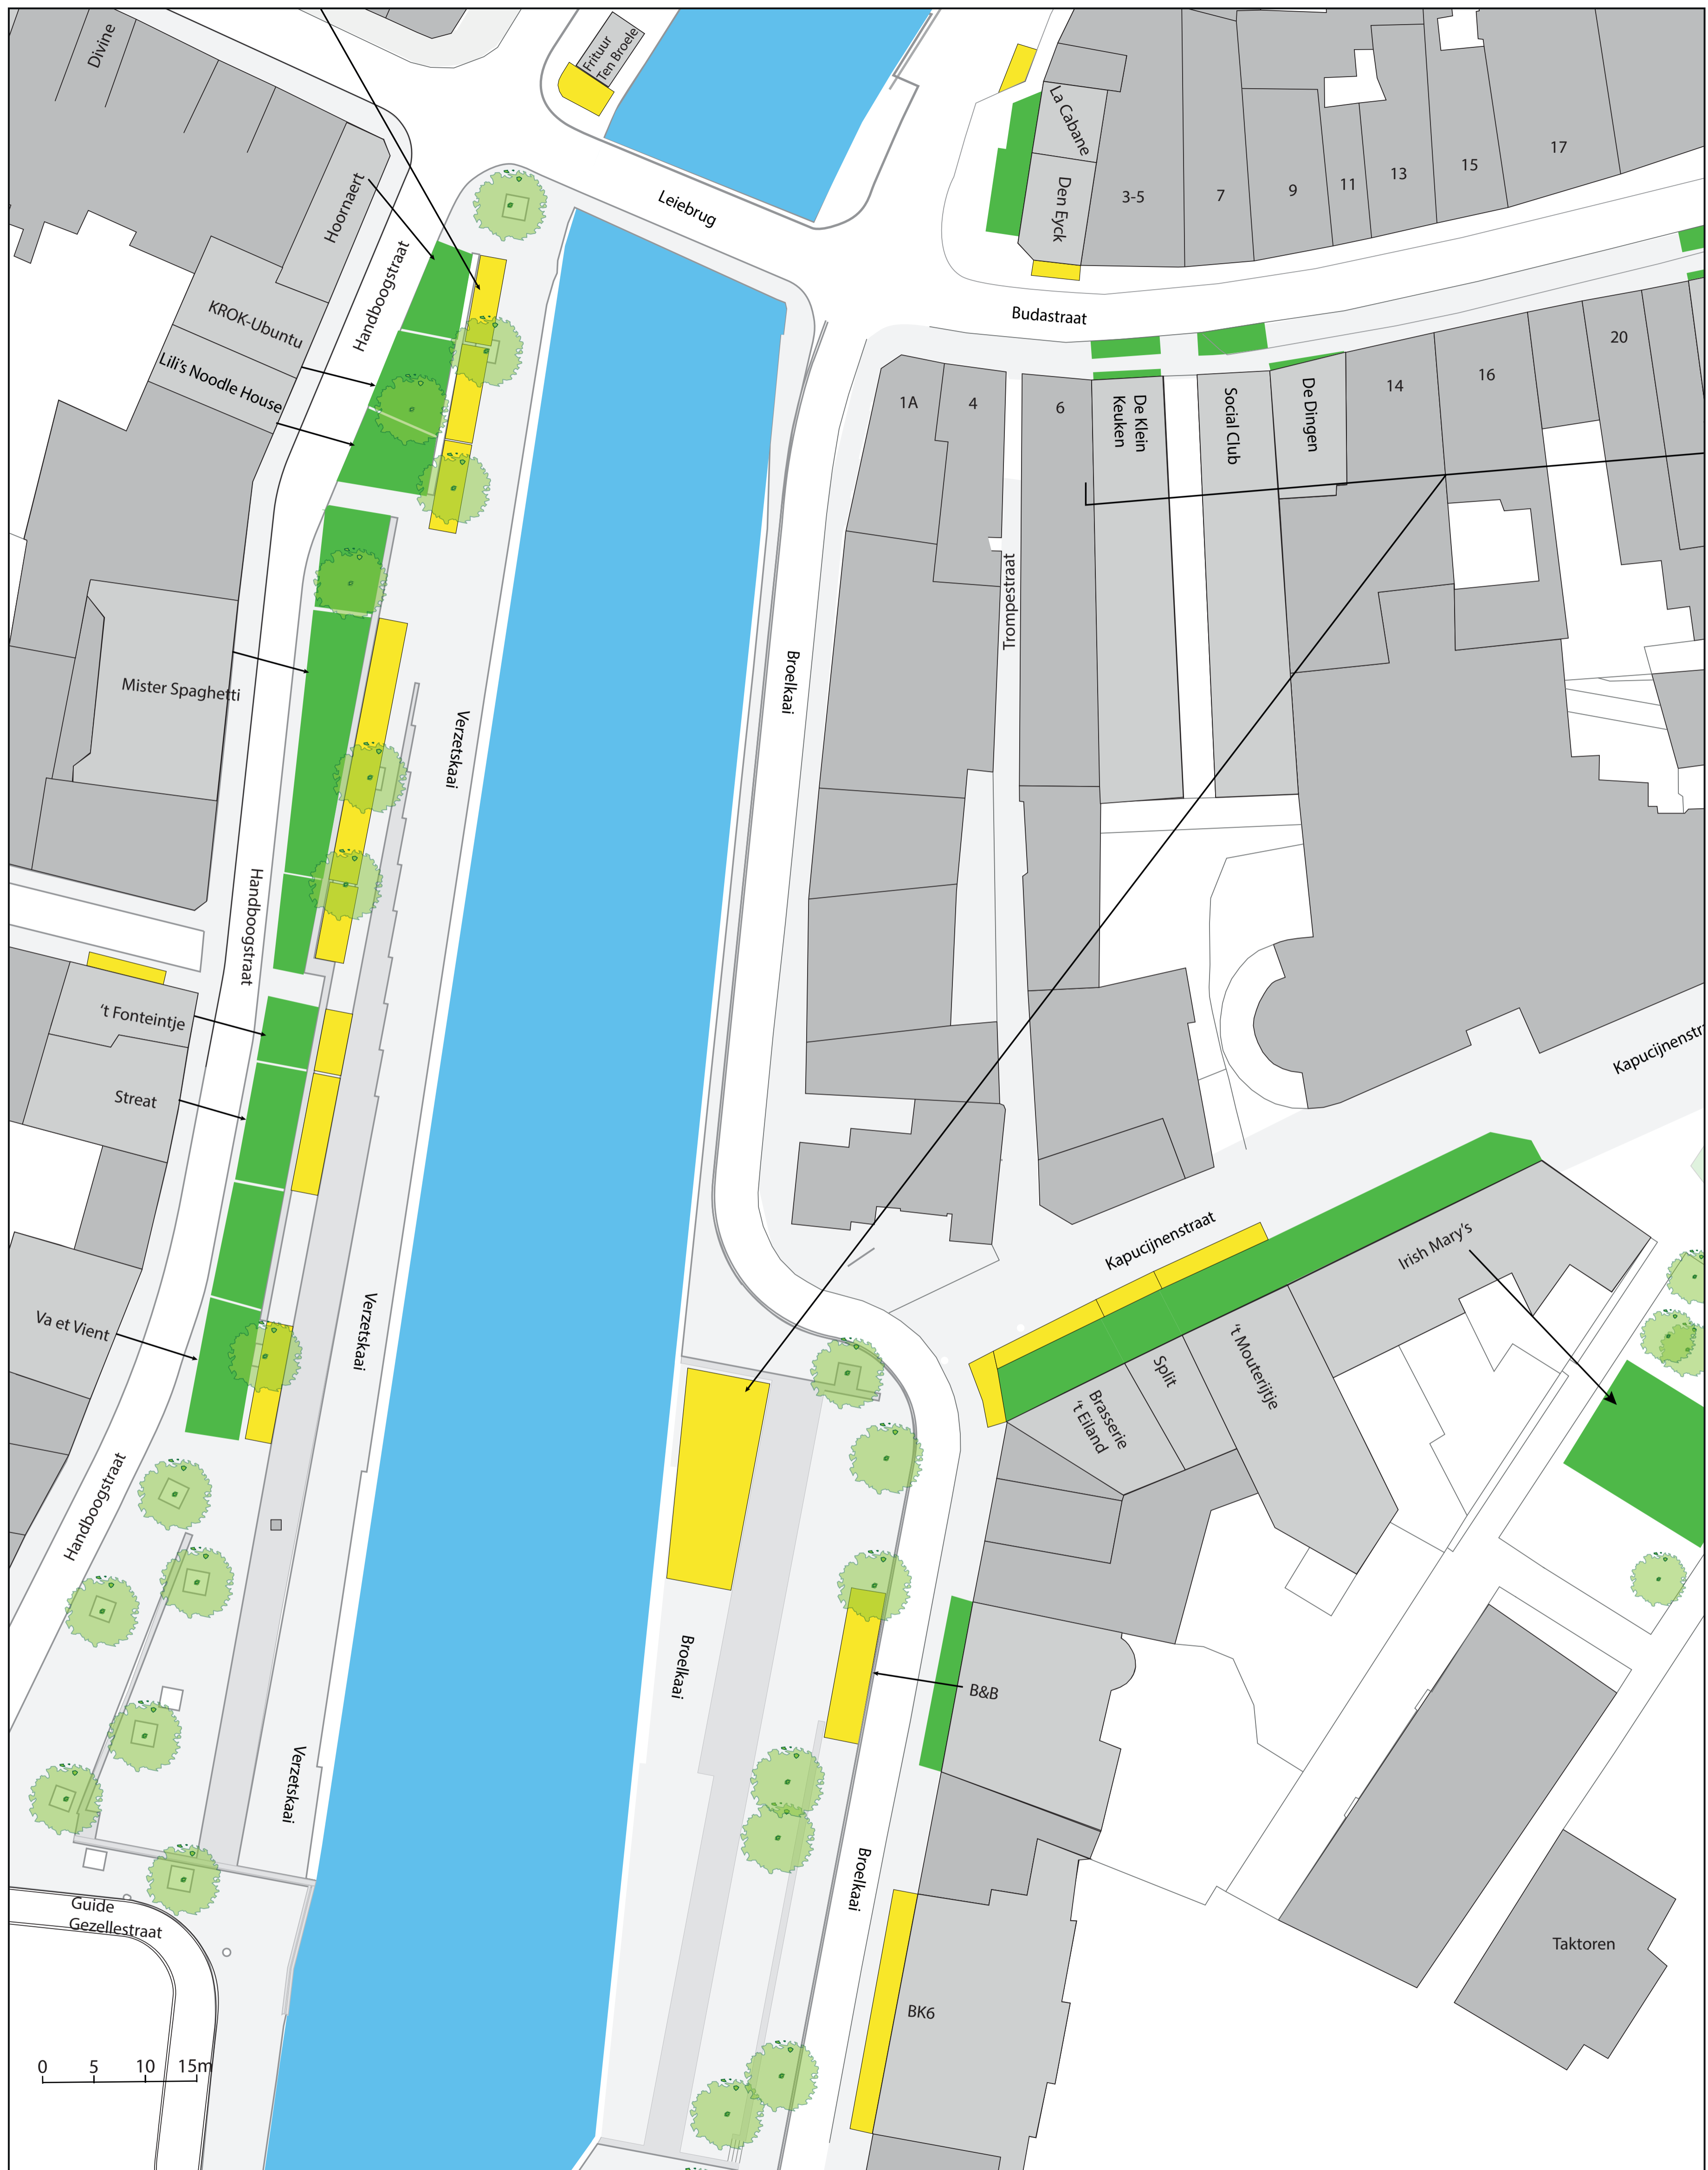 Divine
Frituur
Ten Broele
La Cabane
Den Eyck
3-5
7
9
11
13
15
17
Hoornaert
Leiebrug
Handboogstraat
KROK-Ubuntu
Lili's Noodle House
Budastraat
1A
4
6
De Klein
Keuken
Social Club
De Dingen
14
16
20
Trompestraat
Broelkaai
Mister Spaghetti
Verzetskaai
Handboogstraat
't Fonteintje
Streat
Kapucijnenstra
Kapucijnenstraat
Irish Mary's
Va et Vient
Verzetskaai
't Mouterijtje
Split
Brasserie
't Eiland
Handboogstraat
Broelkaai
B&B
Verzetskaai
Broelkaai
Guide
Gezellestraat
Taktoren
BK6
0 5 10 15m